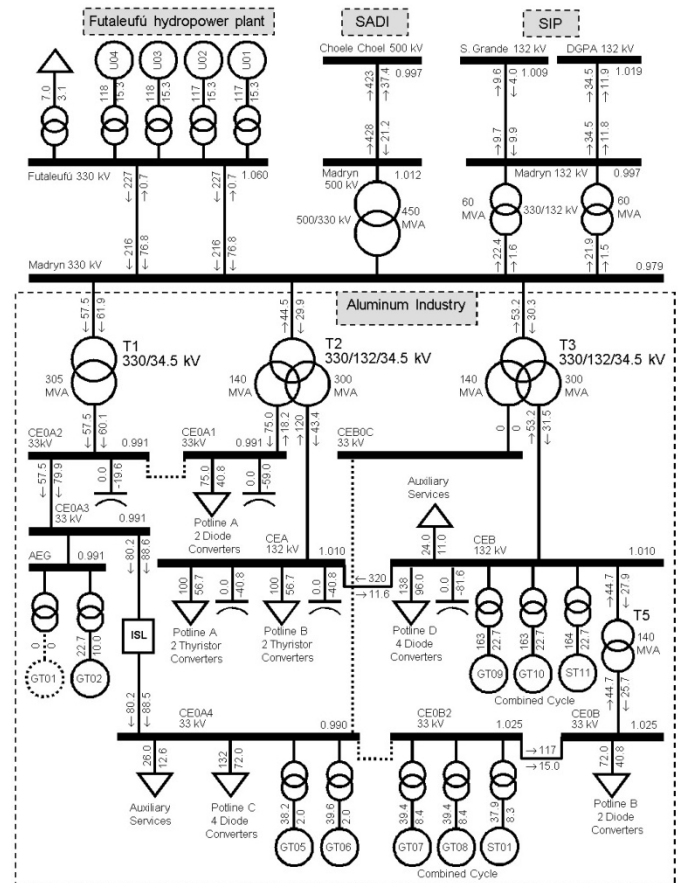 Futaleufú hydropower plant
SADI
SIP
U04
U03
U02
U01
7.0
3.1
118
15.3
118
15.3
117
15.3
117
15.3
Futaleufú 330 kV
1.060
Choele Choel 500 kV
0.997
→423
→37.4
→428
→21.2
Madryn
500 kV
1.012
500/330 kV
450
MVA
S. Grande 132 kV
1.009
DGPA 132 kV
1.019
→9.6
→4.0
→9.7
→9.9
→34.5
→11.9
→34.5
→11.8
Madryn 132 kV
0.997
60
MVA
330/132 kV
60
MVA
→22.4
→1.6
→21.9
→1.5
←227
→0.7
←227
→0.7
←216
→76.8
←216
→76.8
Madryn 330 kV
0.979
Aluminum Industry
←57.5
←61.9
T1
330/34.5 kV
305
MVA
←57.5
←60.1
→44.5
←29.9
T2
330/132/34.5 kV
140
MVA
300
MVA
←75.0
→18.2
→120
←43.4
→53.2
←30.3
T3
330/132/34.5 kV
140
MVA
300
MVA
0
0
→53.2
←31.5
CE0A2
33kV
0.991
CE0A1
33kV
0.991
CEB0C
33 kV
←57.5
←79.9
0.0
-19.6
75.0
40.8
0.0
-59.0
Potline A
2 Diode
Converters
CE0A3
33 kV
0.991
AEG
0.991
0
0
GT01
22.7
10.0
GT02
←80.2
←88.6
ISL
←80.2
←88.5
Auxiliary
Services
24.0
11.0
CEA
132 kV
1.010
CEB
132 kV
1.010
100
56.7
0.0
-40.8
100
56.7
0.0
-40.8
Potline A
2 Thyristor
Converters
Potline B
2 Thyristor
Converters
←320
→11.6
138
96.0
0.0
-81.6
Potline D
4 Diode
Converters
163
22.7
163
22.7
164
22.7
GT09
GT10
ST11
Combined Cycle
→44.7
←27.9
T5
140
MVA
→44.7
←25.7
CE0A4
33 kV
0.990
CE0B2
33 kV
1.025
CE0B
33 kV
1.025
→117
→15.0
26.0
12.6
Auxiliary
Services
132
72.0
Potline C
4 Diode
Converters
38.2
2.0
39.6
2.0
GT05
GT06
39.4
8.4
39.4
8.4
37.9
8.3
GT07
GT08
ST01
Combined Cycle
72.0
40.8
Potline B
2 Diode
Converters